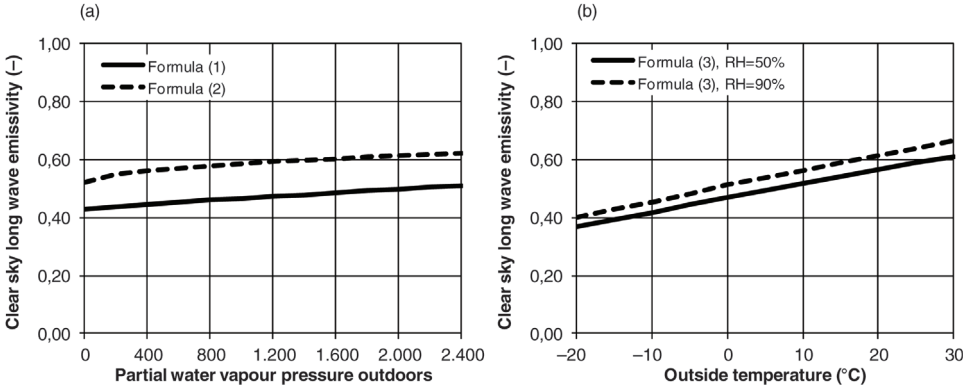 (a)
Clear sky long wave emissivity (–)
1,00
0,80
0,60
0,40
0,20
0,00
Formula (1)
Formula (2)
0 400 800 1.200 1.600 2.000 2.400
Partial water vapour pressure outdoors
(b)
Clear sky long wave emissivity (–)
1,00
0,80
0,60
0,40
0,20
0,00
Formula (3), RH=50%
Formula (3), RH=90%
–20 –10 0 10 20 30
Outside temperature (°C)